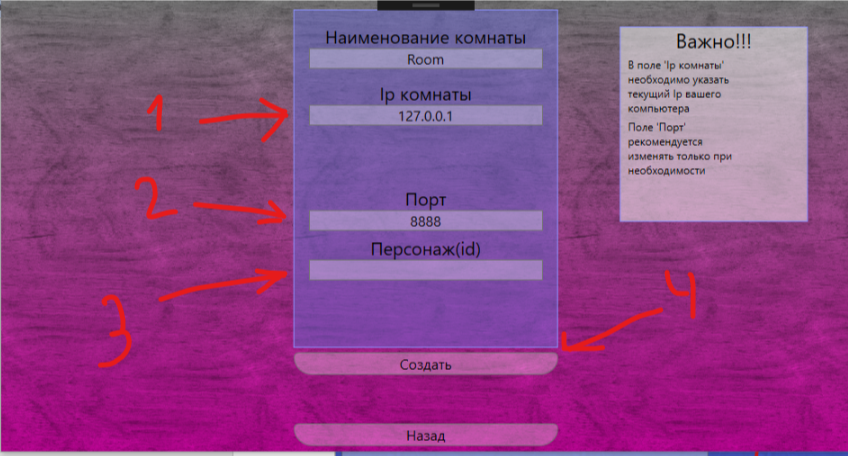 Наименование комнаты
Room
Ip комнаты
127.0.0.1
Порт
8888
Персонаж(id)
Создать
Назад
Важно!!!
В поле 'Ip комнаты'
необходимо указать
текущий Ip вашего
компьютера
Поле 'Порт'
рекомендуется
изменять только при
необходимости
1
2
3
4